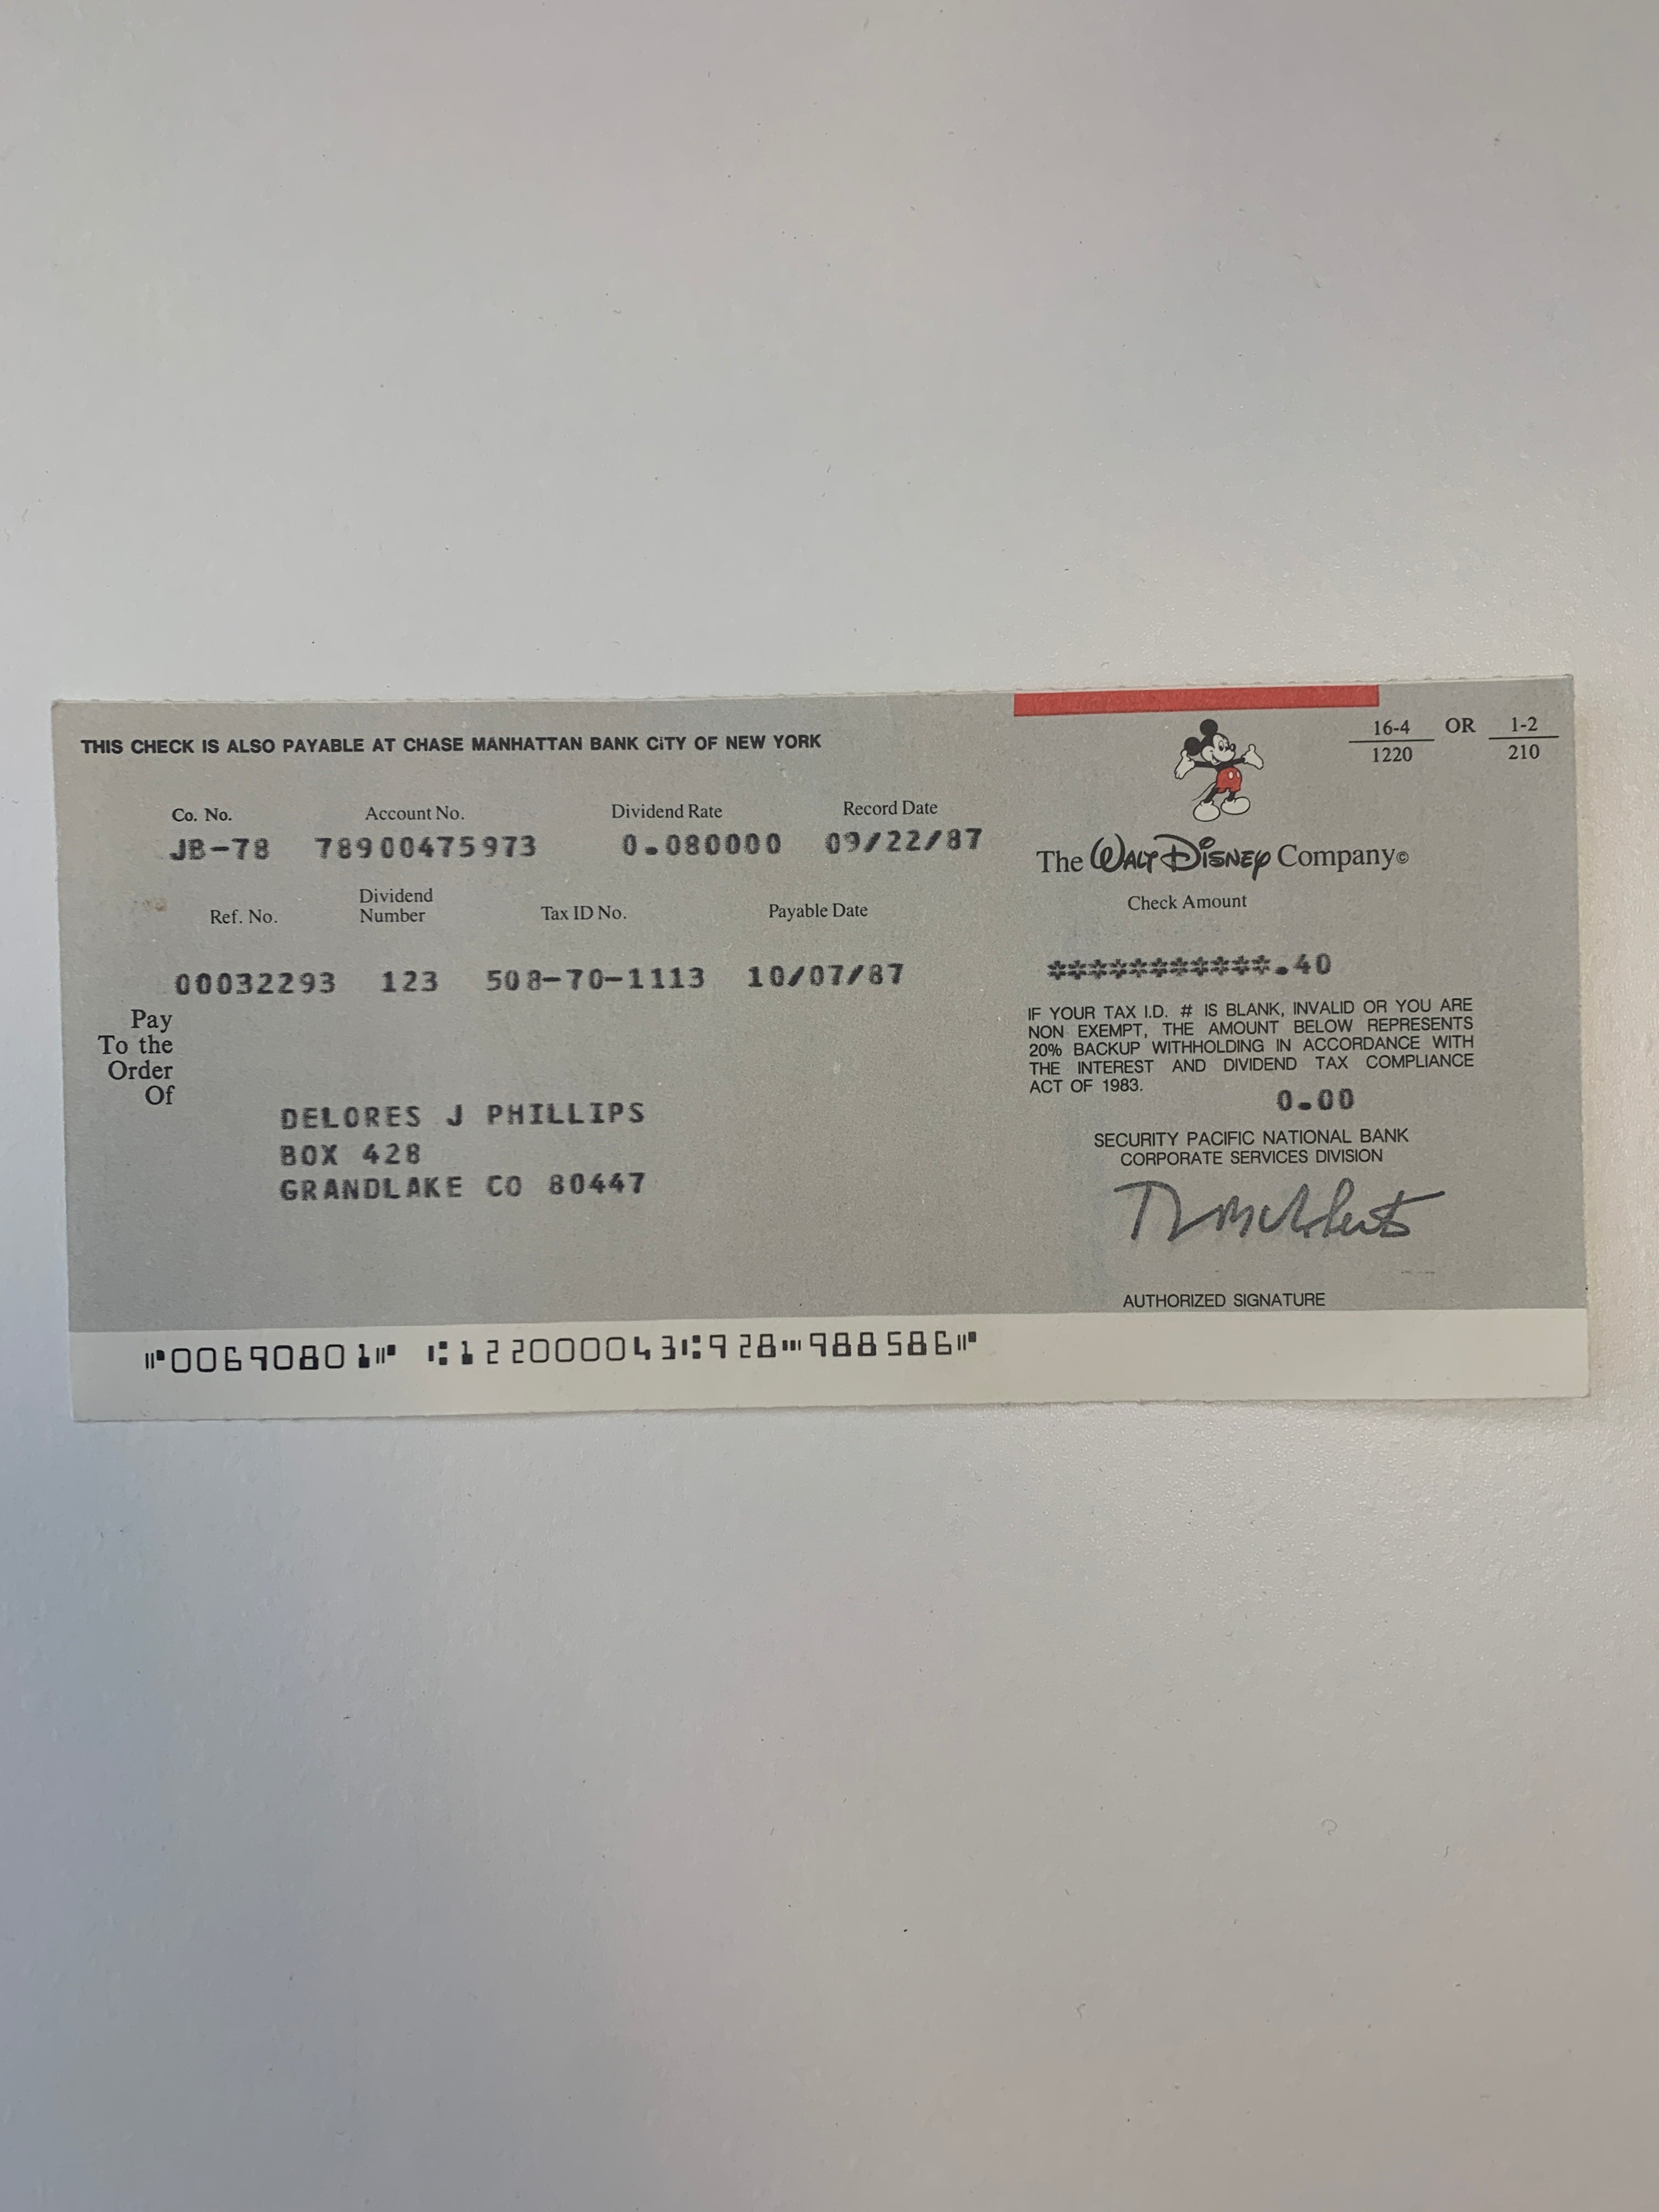 THIS CHECK IS ALSO PAYABLE AT CHASE MANHATTAN BANK CiTY OF NEW YORK
16-4 OR 1-2
1220 210
Co. No. Account No. Dividend Rate Record Date
JB-78 78900475973 0.080000 09/22/87
The WALT DISNEY Company©
Ref. No. Dividend Number Tax ID No. Payable Date
Check Amount
00032293 123 508-70-1113 10/07/87
***********.40
Pay
To the
Order
Of
DELORES J PHILLIPS
BOX 428
GRANDLAKE CO 80447
IF YOUR TAX I.D. # IS BLANK, INVALID OR YOU ARE
NON EXEMPT, THE AMOUNT BELOW REPRESENTS
20% BACKUP WITHHOLDING IN ACCORDANCE WITH
THE INTEREST AND DIVIDEND TAX COMPLIANCE
ACT OF 1983.
0.00
SECURITY PACIFIC NATIONAL BANK
CORPORATE SERVICES DIVISION
AUTHORIZED SIGNATURE
⑈00690801⑈ ⑆122000043⑆928⑉988586⑈